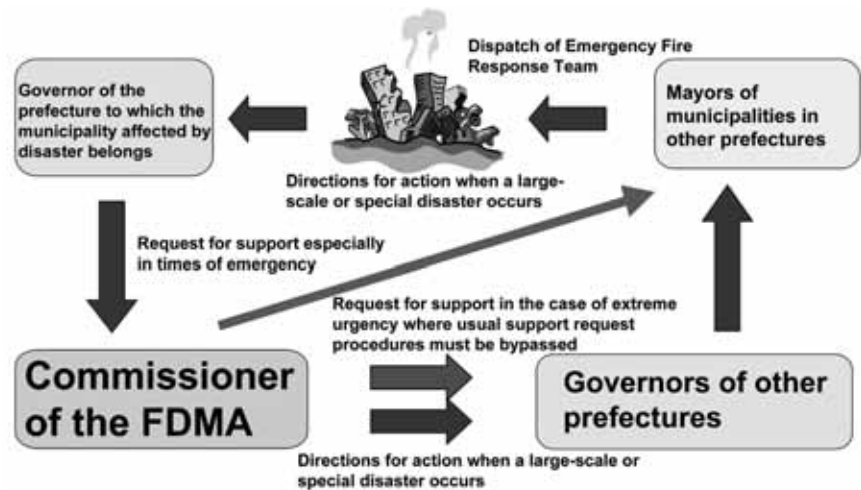 Dispatch of Emergency Fire
Response Team
Governor of the
prefecture to which the
municipality affected by
disaster belongs
Mayors of
municipalities in
other prefectures
Directions for action when a large-
scale or special disaster occurs
Request for support especially
in times of emergency
Request for support in the case of extreme
urgency where usual support request
procedures must be bypassed
Commissioner
of the FDMA
Governors of other
prefectures
Directions for action when a large-scale or
special disaster occurs